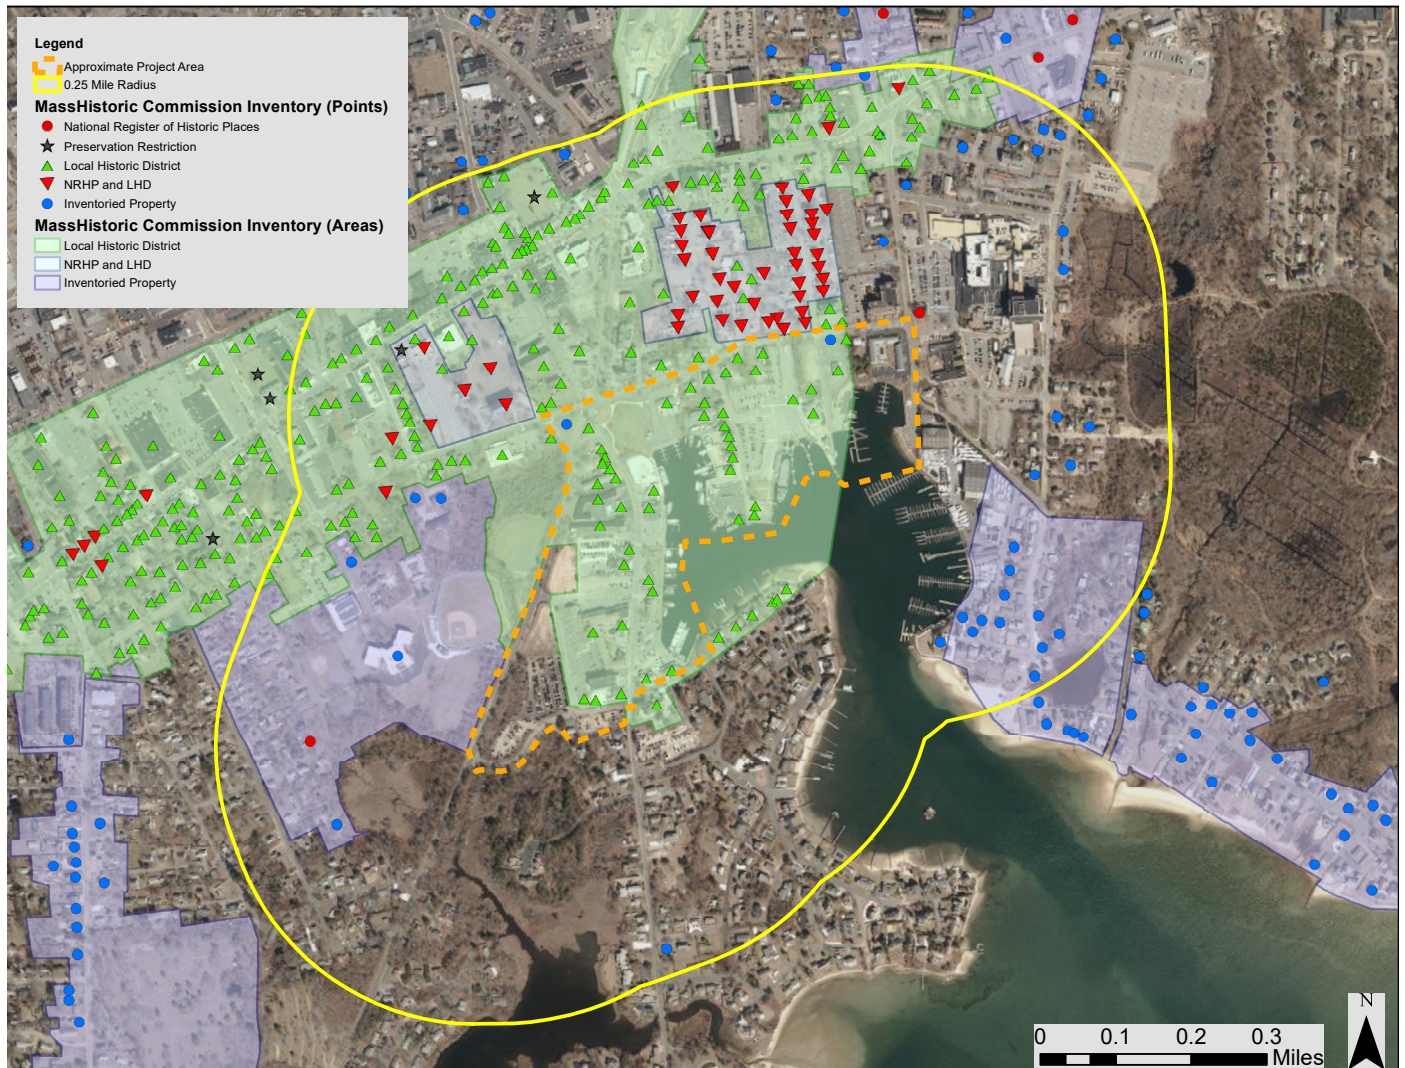 Legend
Approximate Project Area
0.25 Mile Radius
MassHistoric Commission Inventory (Points)
National Register of Historic Places
Preservation Restriction
Local Historic District
NRHP and LHD
Inventoried Property
MassHistoric Commission Inventory (Areas)
Local Historic District
NRHP and LHD
Inventoried Property
N
0 0.1 0.2 0.3
Miles